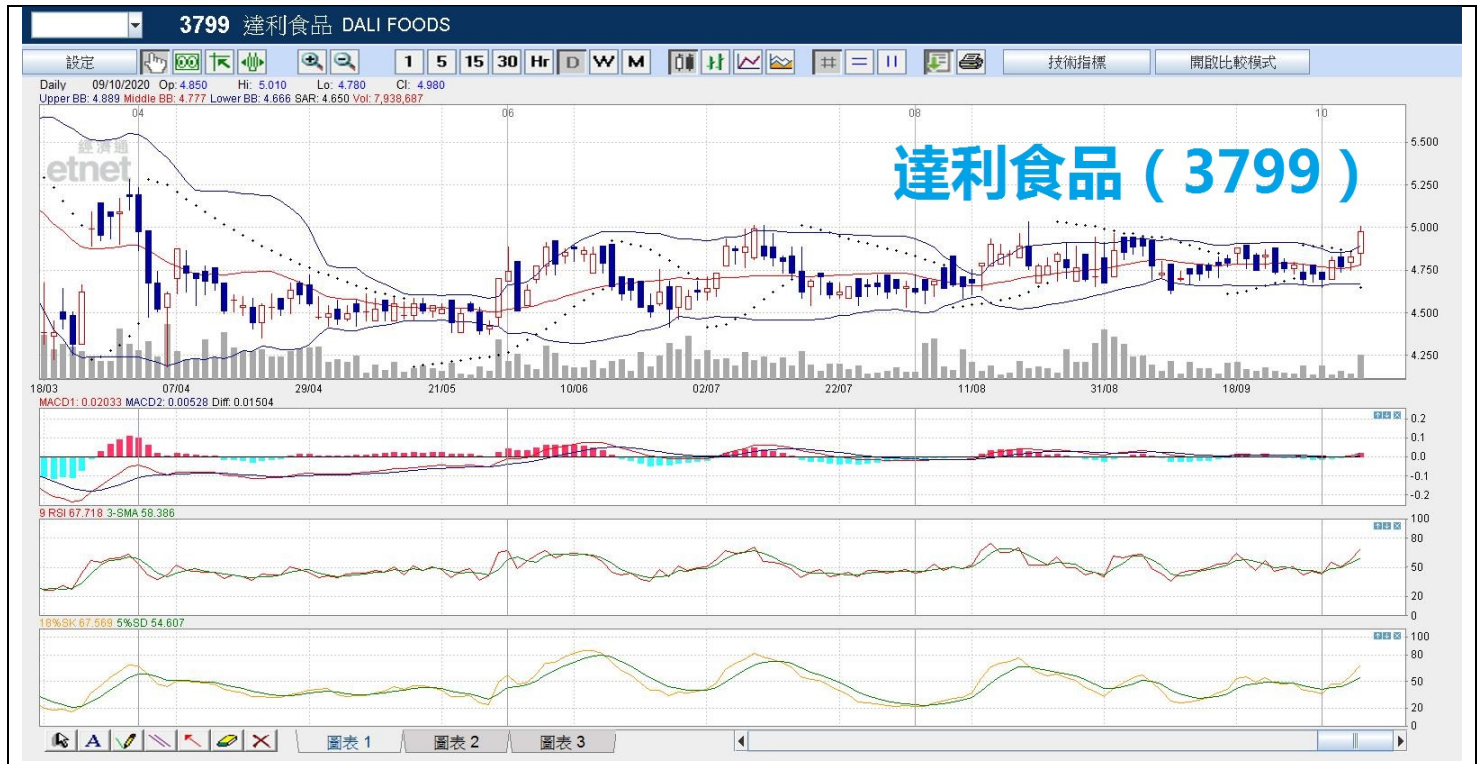 3799 達利食品 DALI FOODS
設定 1 5 15 30 Hr D W M 技術指標 開啟比較模式
Daily 09/10/2020 Op: 4.850 Hi: 5.010 Lo: 4.780 Cl: 4.980
Upper BB: 4.889 Middle BB: 4.777 Lower BB: 4.666 SAR: 4.650 Vol: 7,938,687
04 06 08 10
經濟通
etnet
達利食品（3799）
5.500
5.250
5.000
4.750
4.500
4.250
18/03 07/04 29/04 21/05 10/06 02/07 22/07 11/08 31/08 18/09
MACD1: 0.02033 MACD2: 0.00528 Diff: 0.01504
0.2
0.1
0.0
-0.1
-0.2
9 RSI 67.718 3-SMA 58.386
100
80
50
20
0
18%SK 67.569 5%SD 54.607
100
80
50
20
0
A 圖表 1 圖表 2 圖表 3